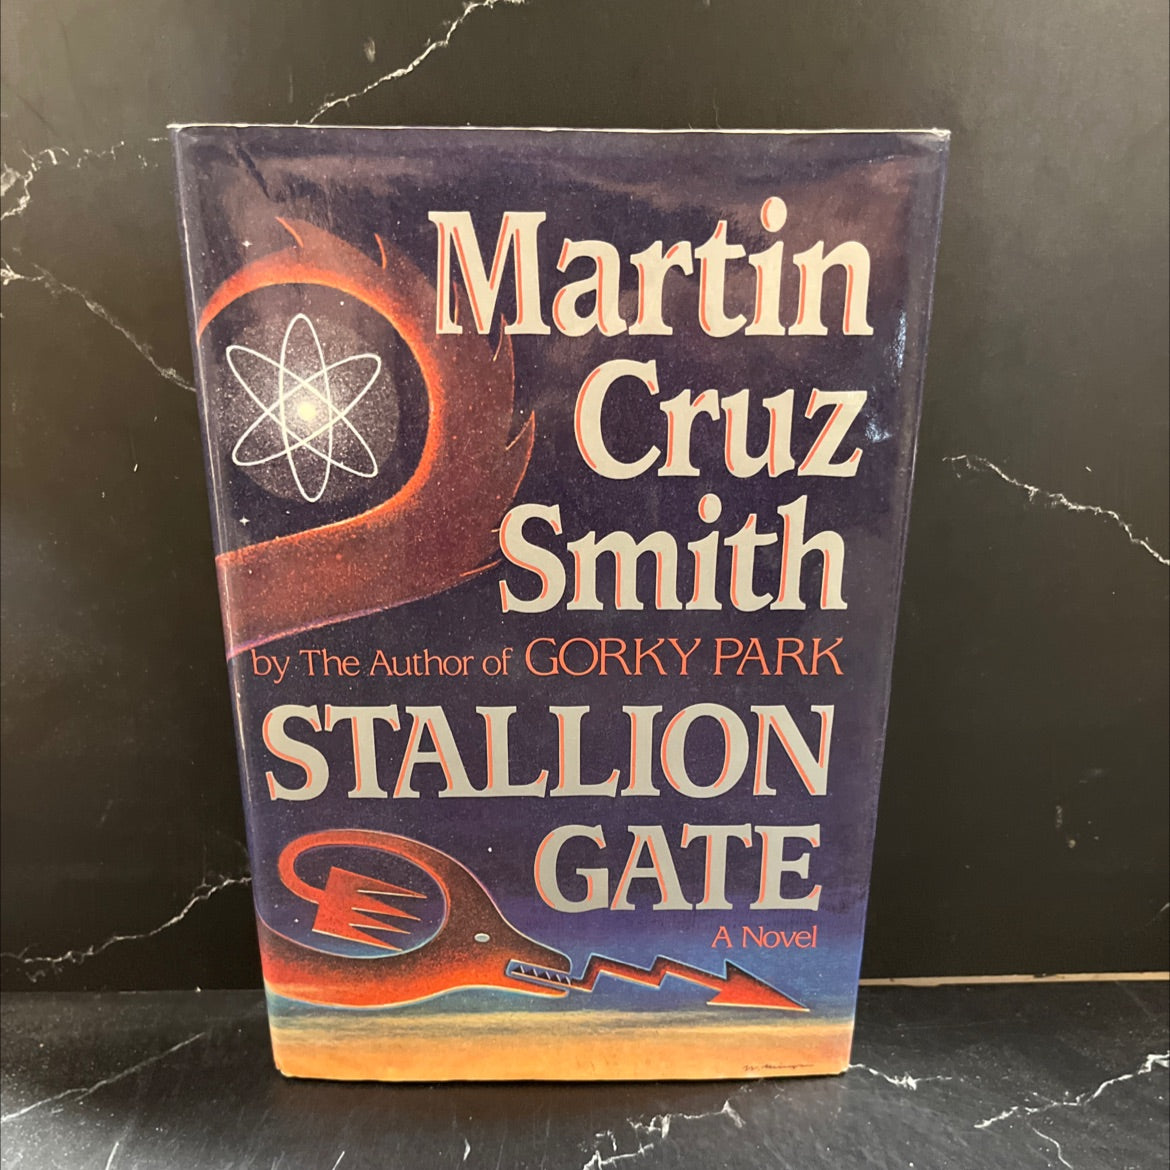 Martin
Cruz
Smith
by The Author of GORKY PARK
STALLION
GATE
A Novel